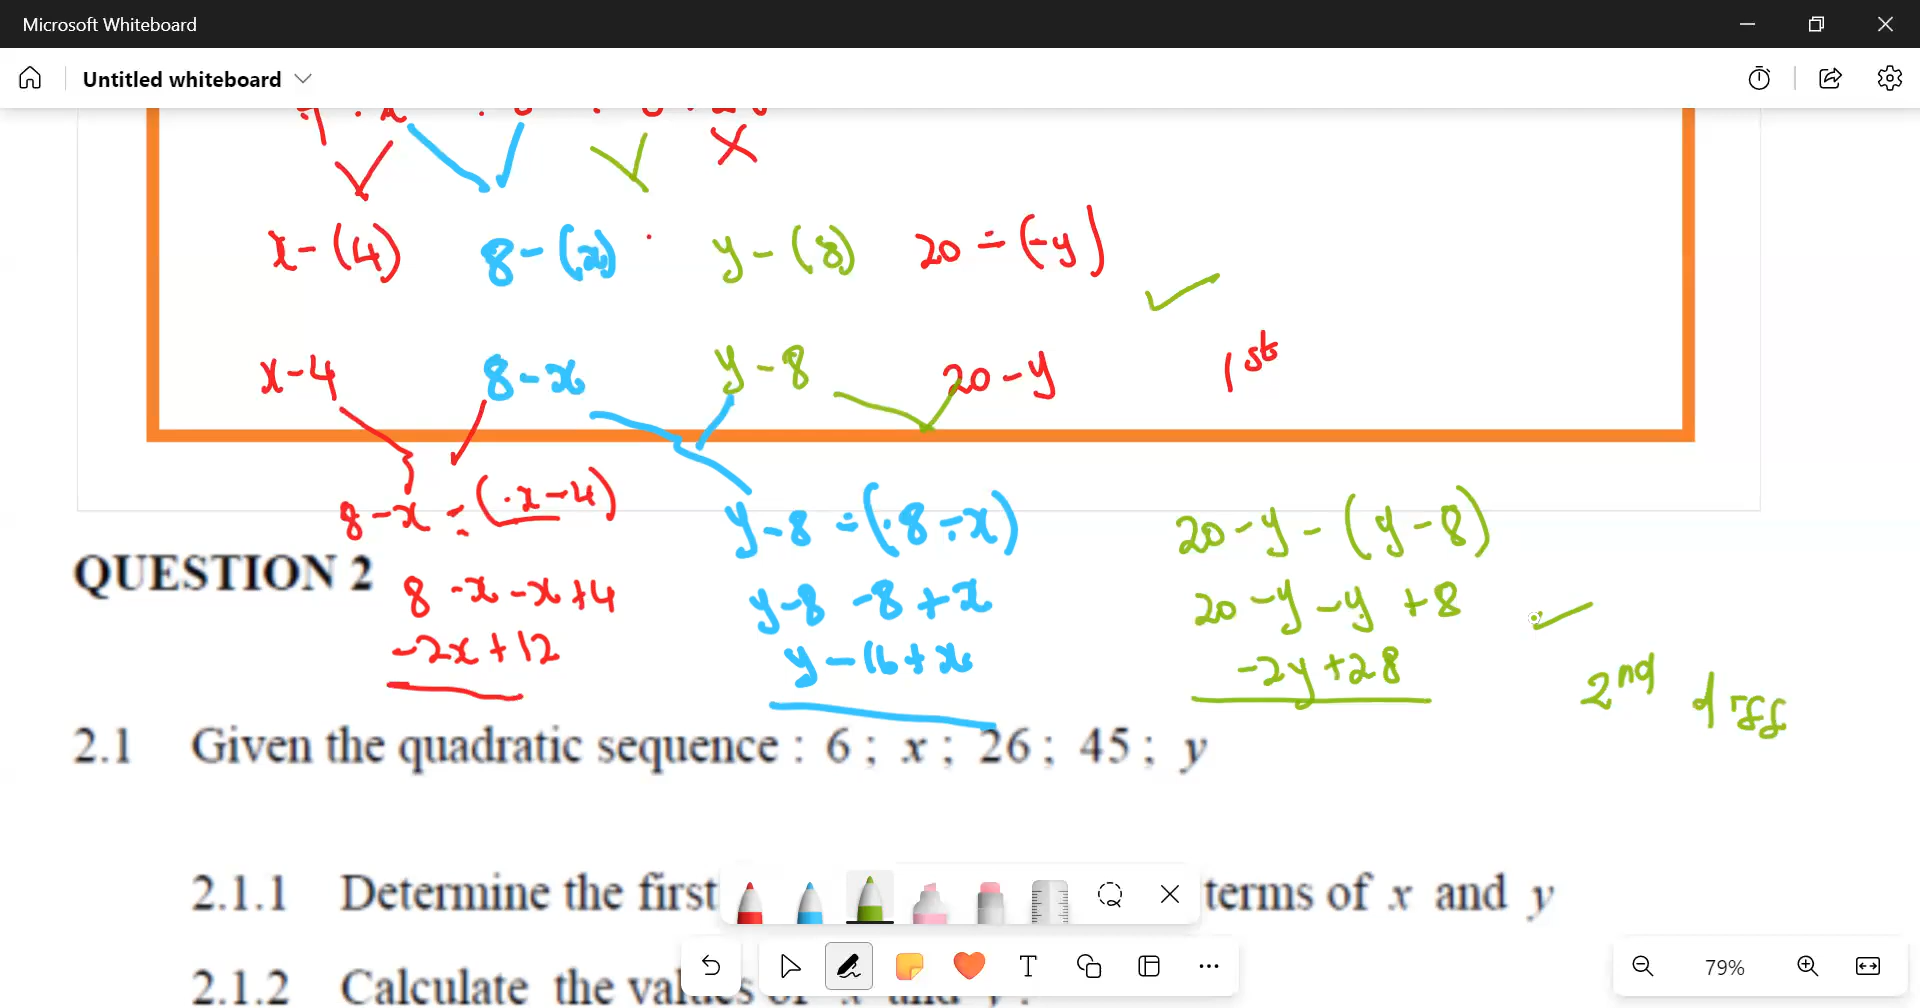 Microsoft Whiteboard
Untitled whiteboard
x-(4) 8-(x) y-(8) 20-(-y)
x-4 8-x y-8 20-y 1st
8-x-(x-4) y-8-(8-x) 20-y-(y-8)
QUESTION 2
8-x-x+4 y-8-8+x 20-y-y+8
-2x+12 y-16+x -2y+28 2nd diff
2.1 Given the quadratic sequence : 6 ; x ; 26 ; 45 ; y
2.1.1 Determine the first terms of x and y
2.1.2 Calculate the values of x and y.
79%